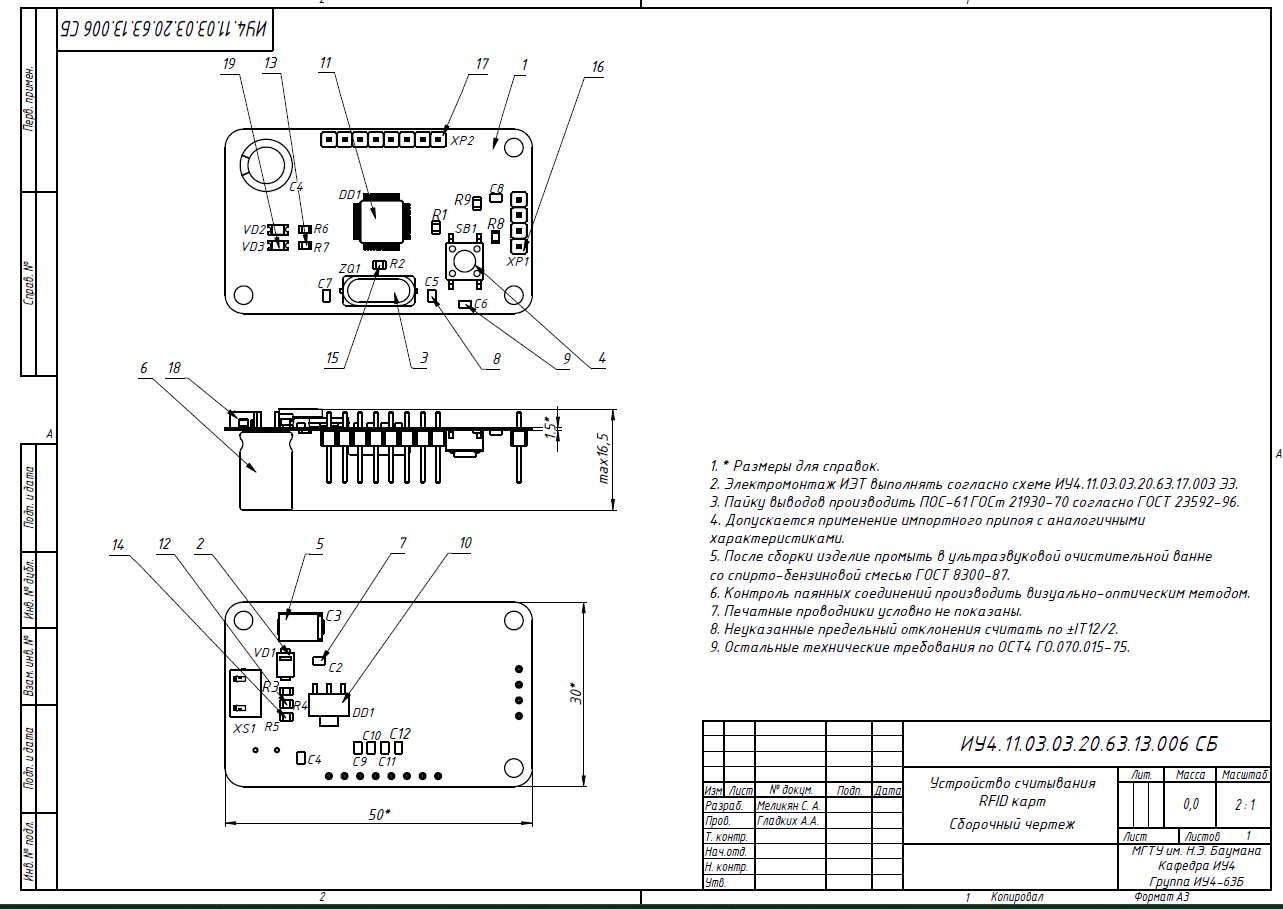 2
1
ИУ4.11.03.03.20.63.13.006 СБ
Перв. примен.
Справ. №
Подп. и дата
Инв. № дубл.
Взам. инв. №
Подп. и дата
Инв. № подл.
А
А
19
13
11
17
1
16
XP2
C4
DD1
C8
R9
R1
R8
VD2
R6
SB1
VD3
R7
XP1
ZQ1
R2
C7
C5
C6
15
3
8
9
4
6
18
1,5*
max16,5
14
12
2
5
7
10
C3
VD1
C2
R3
R4
XS1
R5
DD1
C10
C12
C4
C9
C11
30*
50*
1. * Размеры для справок.
2. Электромонтаж ИЭТ выполнять согласно схеме ИУ4.11.03.03.20.63.17.003 ЭЗ.
3. Пайку выводов производить ПОС-61 ГОСт 21930-70 согласно ГОСТ 23592-96.
4. Допускается применение импортного припоя с аналогичными
характеристиками.
5. После сборки изделие промыть в ультразвуковой очистительной ванне
со спирто-бензиновой смесью ГОСТ 8300-87.
6. Контроль паянных соединений производить визуально-оптическим методом.
7. Печатные проводники условно не показаны.
8. Неуказанные предельный отклонения считать по ±IT12/2.
9. Остальные технические требования по ОСТ4 ГО.070.015-75.
ИУ4.11.03.03.20.63.13.006 СБ
Изм Лист № докум. Подп. Дата
Разраб. Меликян С. А.
Пров. Гладких А.А.
Т. контр.
Нач.отд.
Н. контр.
Утв.
Устройство считывания
RFID карт
Сборочный чертеж
Лит. Масса Масштаб
0,0 2:1
Лист Листов 1
МГТУ им. Н.Э. Баумана
Кафедра ИУ4
Группа ИУ4-63Б
2
1
Копировал
Формат А3